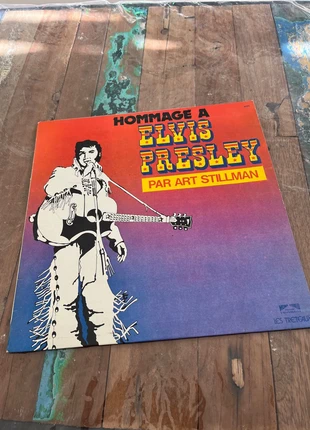 HOMMAGE A
ELVIS
PRESLEY
PAR ART STILLMAN